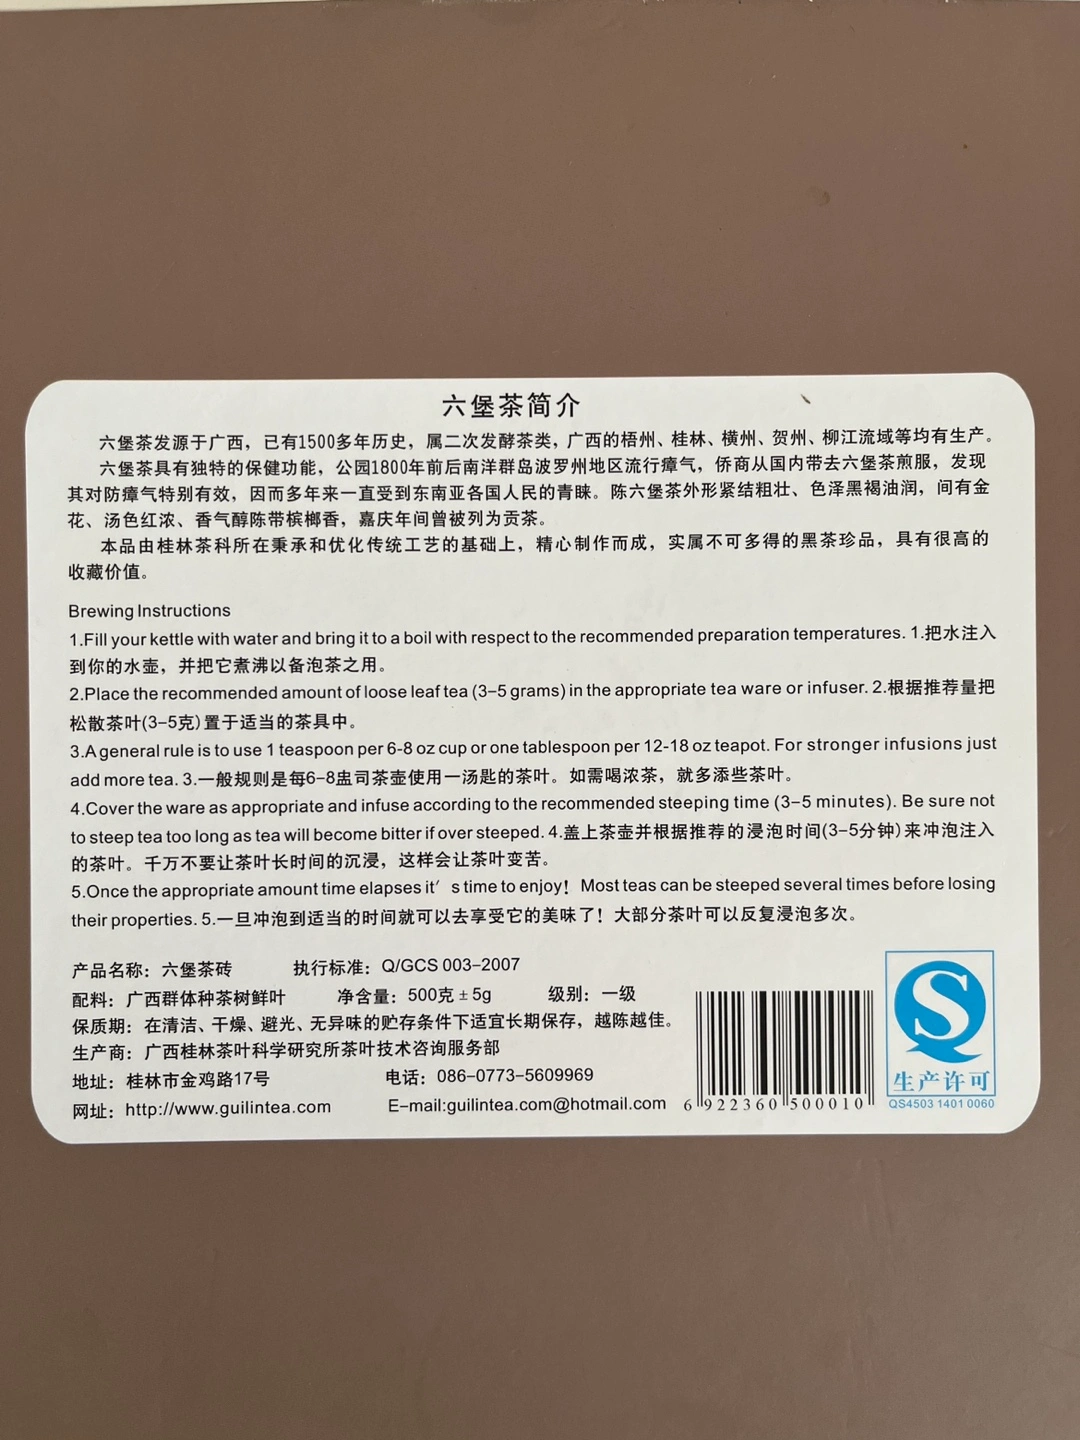 六堡茶简介
六堡茶发源于广西，已有1500多年历史，属二次发酵茶类，广西的梧州、桂林、横州、贺州、柳江流域等均有生产。
六堡茶具有独特的保健功能，公园1800年前后南洋群岛波罗州地区流行瘴气，侨商从国内带去六堡茶煎服，发现
其对防瘴气特别有效，因而多年来一直受到东南亚各国人民的青睐。陈六堡茶外形紧结粗壮、色泽黑褐油润，间有金
花、汤色红浓、香气醇陈带槟榔香，嘉庆年间曾被列为贡茶。
本品由桂林茶科所在秉承和优化传统工艺的基础上，精心制作而成，实属不可多得的黑茶珍品，具有很高的
收藏价值。
Brewing Instructions
1.Fill your kettle with water and bring it to a boil with respect to the recommended preparation temperatures. 1.把水注入
到你的水壶，并把它煮沸以备泡茶之用。
2.Place the recommended amount of loose leaf tea (3-5 grams) in the appropriate tea ware or infuser. 2.根据推荐量把
松散茶叶(3-5克)置于适当的茶具中。
3.A general rule is to use 1 teaspoon per 6-8 oz cup or one tablespoon per 12-18 oz teapot. For stronger infusions just
add more tea. 3.一般规则是每6-8盅司茶壶使用一汤匙的茶叶。如需喝浓茶，就多添些茶叶。
4.Cover the ware as appropriate and infuse according to the recommended steeping time (3-5 minutes). Be sure not
to steep tea too long as tea will become bitter if over steeped. 4.盖上茶壶并根据推荐的浸泡时间(3-5分钟)来冲泡注入
的茶叶。千万不要让茶叶长时间的沉浸，这样会让茶叶变苦。
5.Once the appropriate amount time elapses it′ s time to enjoy! Most teas can be steeped several times before losing
their properties. 5.一旦冲泡到适当的时间就可以去享受它的美味了！大部分茶叶可以反复浸泡多次。
产品名称：六堡茶砖 执行标准：Q/GCS 003-2007
配料：广西群体种茶树鲜叶 净含量：500克±5g 级别：一级
保质期：在清洁、干燥、避光、无异味的贮存条件下适宜长期保存，越陈越佳。
生产商：广西桂林茶叶科学研究所茶叶技术咨询服务部
地址：桂林市金鸡路17号 电话：086-0773-5609969
网址：http://www.guilintea.com E-mail:guilintea.com@hotmail.com
6 922360 500010
生产许可
QS4503 1401 0060